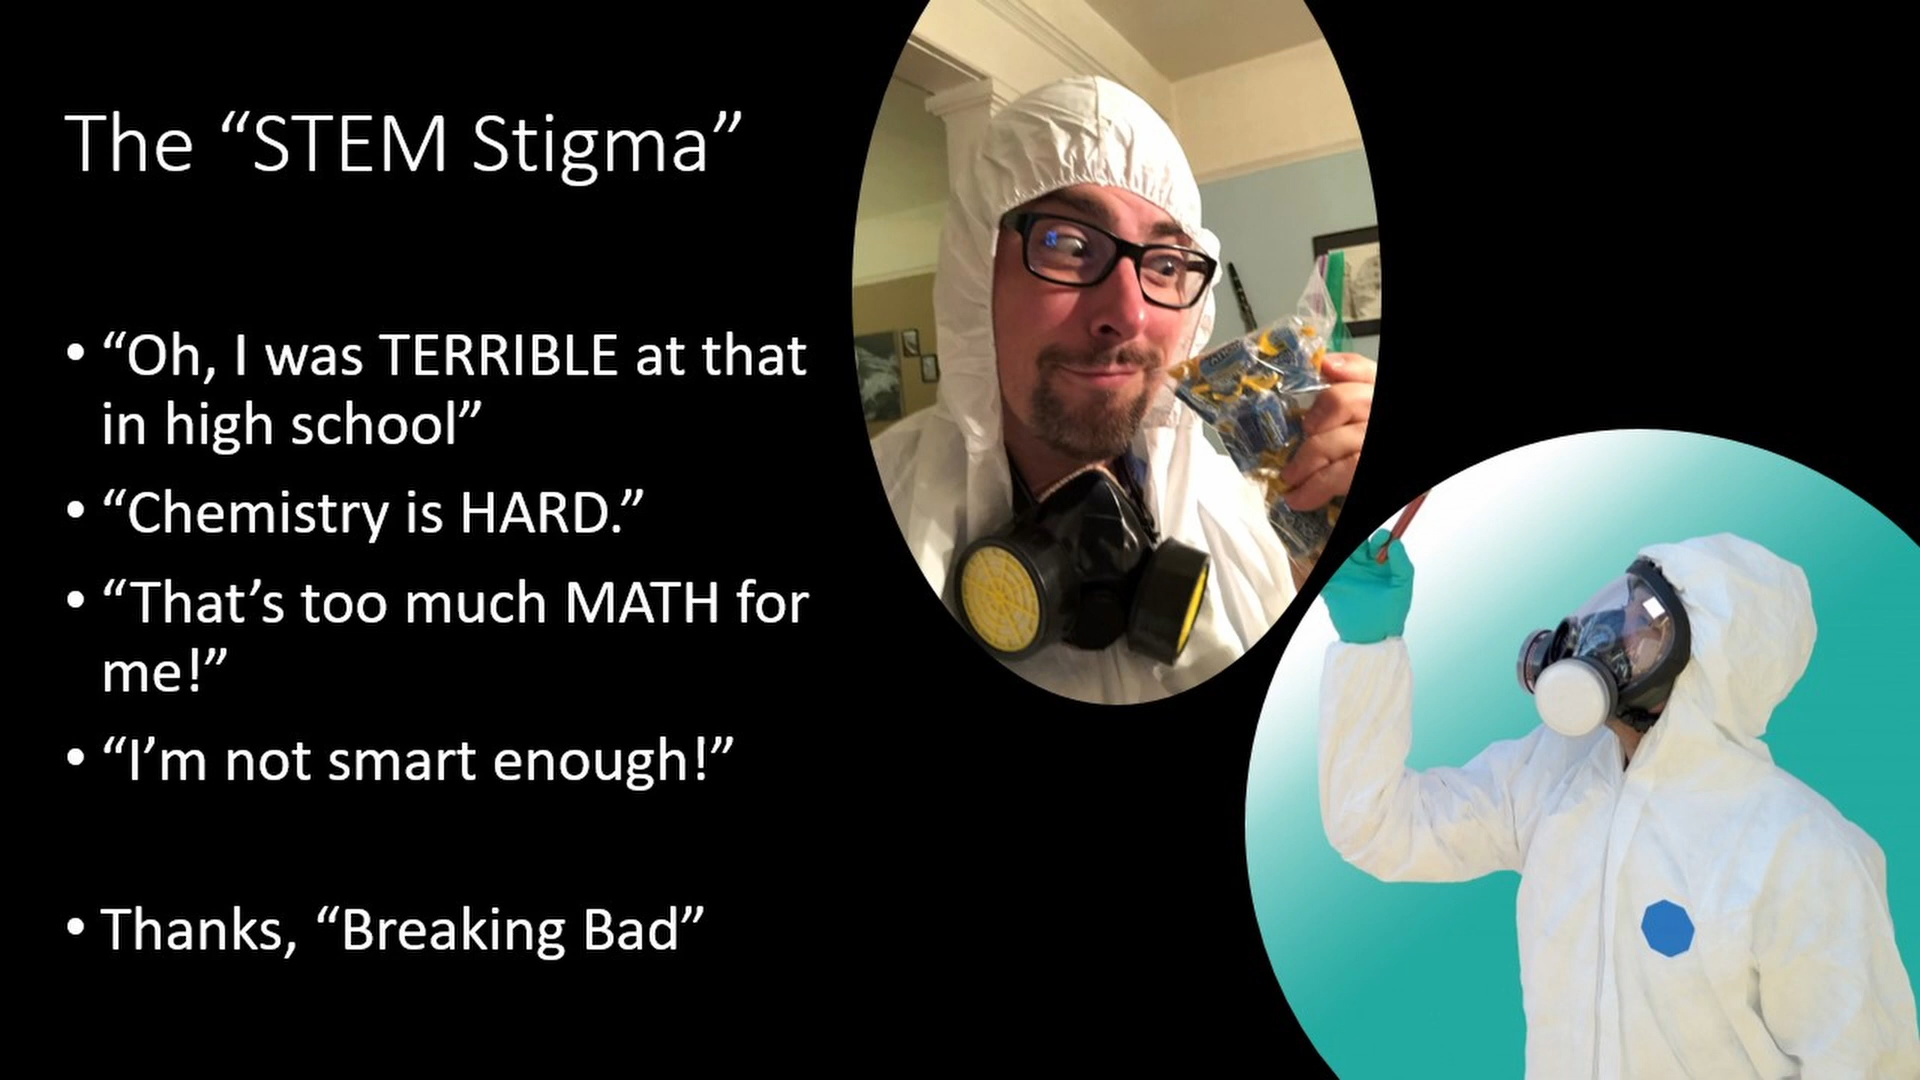 The “STEM Stigma”
• “Oh, I was TERRIBLE at that
in high school”
• “Chemistry is HARD.”
• “That’s too much MATH for
me!”
• “I’m not smart enough!”
• Thanks, “Breaking Bad”